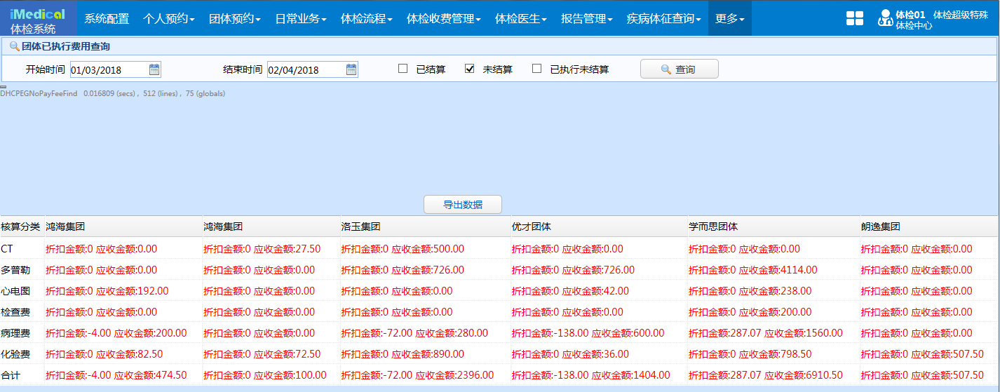 iMedical
体检系统
系统配置 个人预约 团体预约 日常业务 体检流程 体检收费管理 体检医生 报告管理 疾病体征查询 更多
体检01 体检超级特殊
体检中心
团体已执行费用查询
开始时间 01/03/2018 结束时间 02/04/2018 已结算 未结算 已执行未结算 查询
DHCPEGNoPayFeeFind 0.016809 (secs) , 512 (lines) , 75 (globals)
导出数据
核算分类 鸿海集团 鸿海集团 洛玉集团 优才团体 学而思团体 朗逸集团
CT 折扣金额:0 应收金额:0.00 折扣金额:0 应收金额:27.50 折扣金额:0 应收金额:500.00 折扣金额:0 应收金额:0.00 折扣金额:0 应收金额:0.00 折扣金额:0 应收金额:0.00
多普勒 折扣金额:0 应收金额:0.00 折扣金额:0 应收金额:0.00 折扣金额:0 应收金额:726.00 折扣金额:0 应收金额:726.00 折扣金额:0 应收金额:4114.00 折扣金额:0 应收金额:0.00
心电图 折扣金额:0 应收金额:192.00 折扣金额:0 应收金额:0.00 折扣金额:0 应收金额:0.00 折扣金额:0 应收金额:42.00 折扣金额:0 应收金额:238.00 折扣金额:0 应收金额:0.00
检查费 折扣金额:0 应收金额:0.00 折扣金额:0 应收金额:0.00 折扣金额:0 应收金额:0.00 折扣金额:0 应收金额:0.00 折扣金额:0 应收金额:200.00 折扣金额:0 应收金额:0.00
病理费 折扣金额:-4.00 应收金额:200.00 折扣金额:0 应收金额:0.00 折扣金额:-72.00 应收金额:280.00 折扣金额:-138.00 应收金额:600.00 折扣金额:287.07 应收金额:1560.00 折扣金额:0 应收金额:0.00
化验费 折扣金额:0 应收金额:82.50 折扣金额:0 应收金额:72.50 折扣金额:0 应收金额:890.00 折扣金额:0 应收金额:36.00 折扣金额:0 应收金额:798.50 折扣金额:0 应收金额:507.50
合计 折扣金额:-4.00 应收金额:474.50 折扣金额:0 应收金额:100.00 折扣金额:-72.00 应收金额:2396.00 折扣金额:-138.00 应收金额:1404.00 折扣金额:287.07 应收金额:6910.50 折扣金额:0 应收金额:507.50